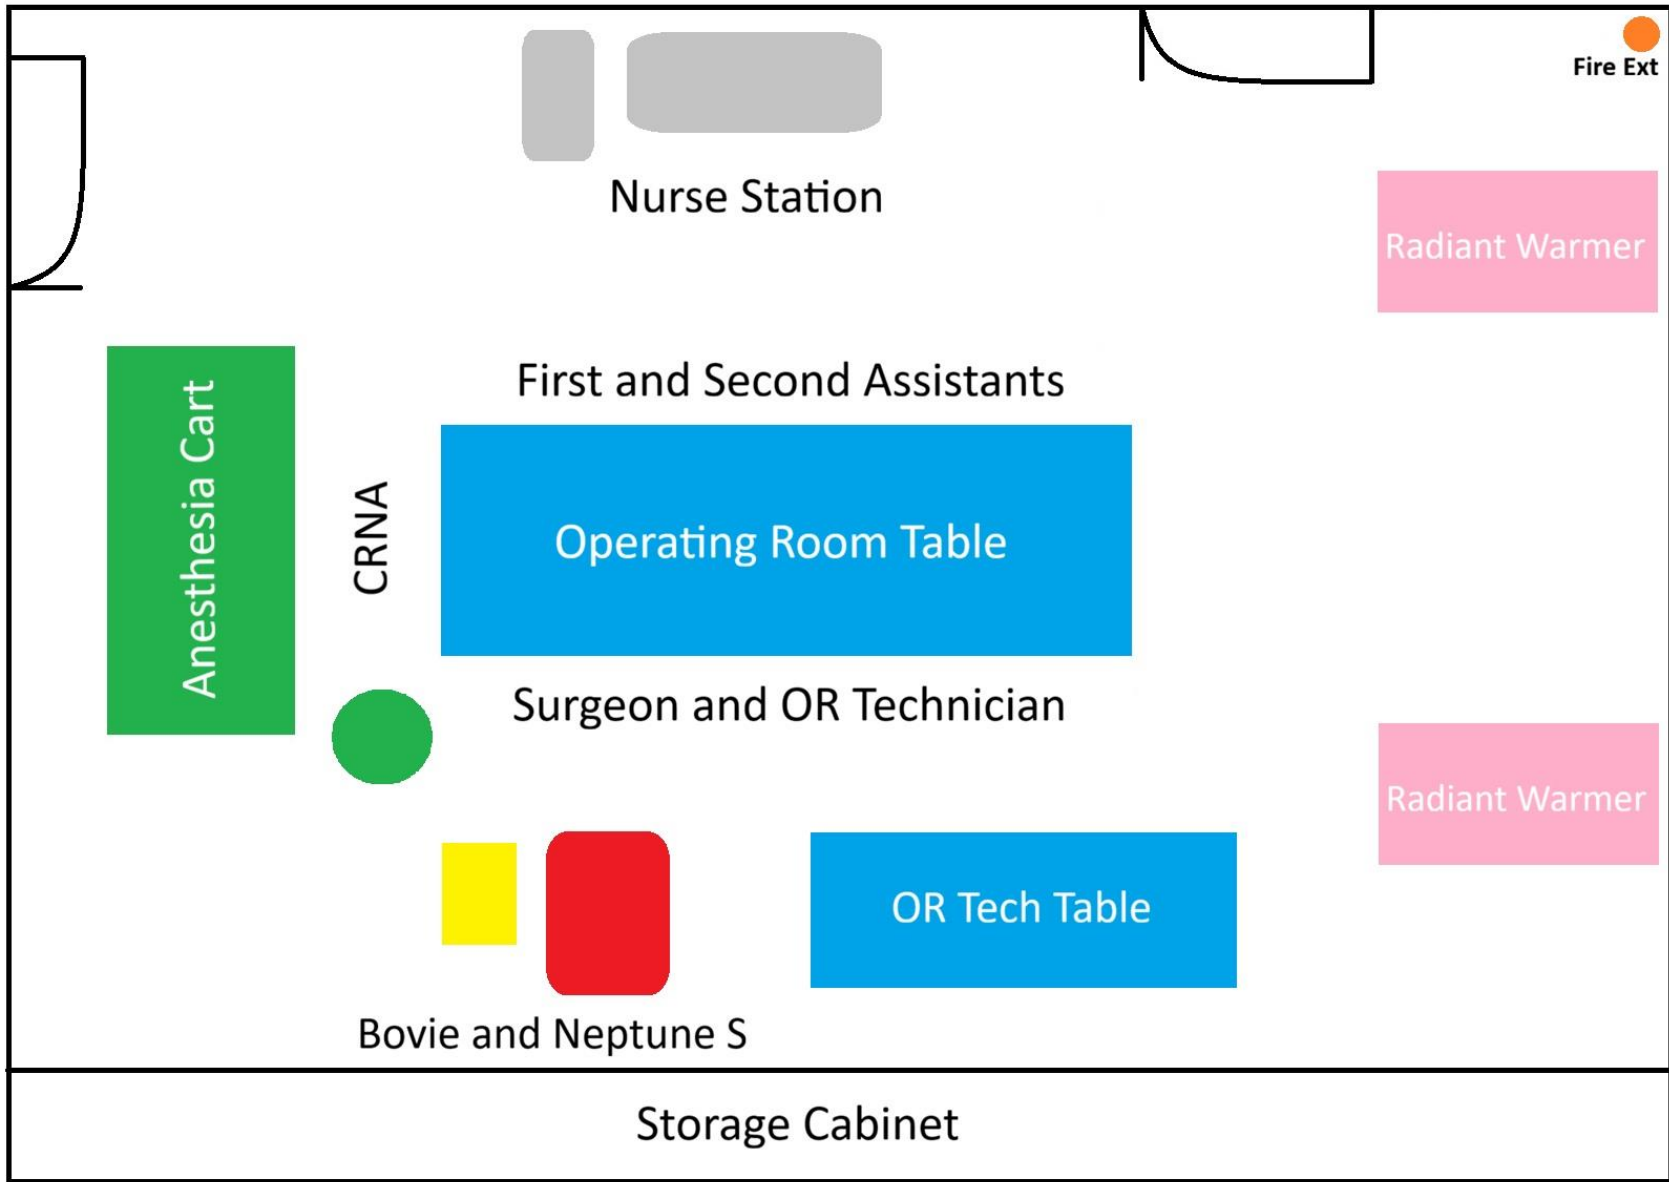 Fire Ext
Nurse Station
Radiant Warmer
First and Second Assistants
Anesthesia Cart
CRNA
Operating Room Table
Surgeon and OR Technician
Radiant Warmer
OR Tech Table
Bovie and Neptune S
Storage Cabinet